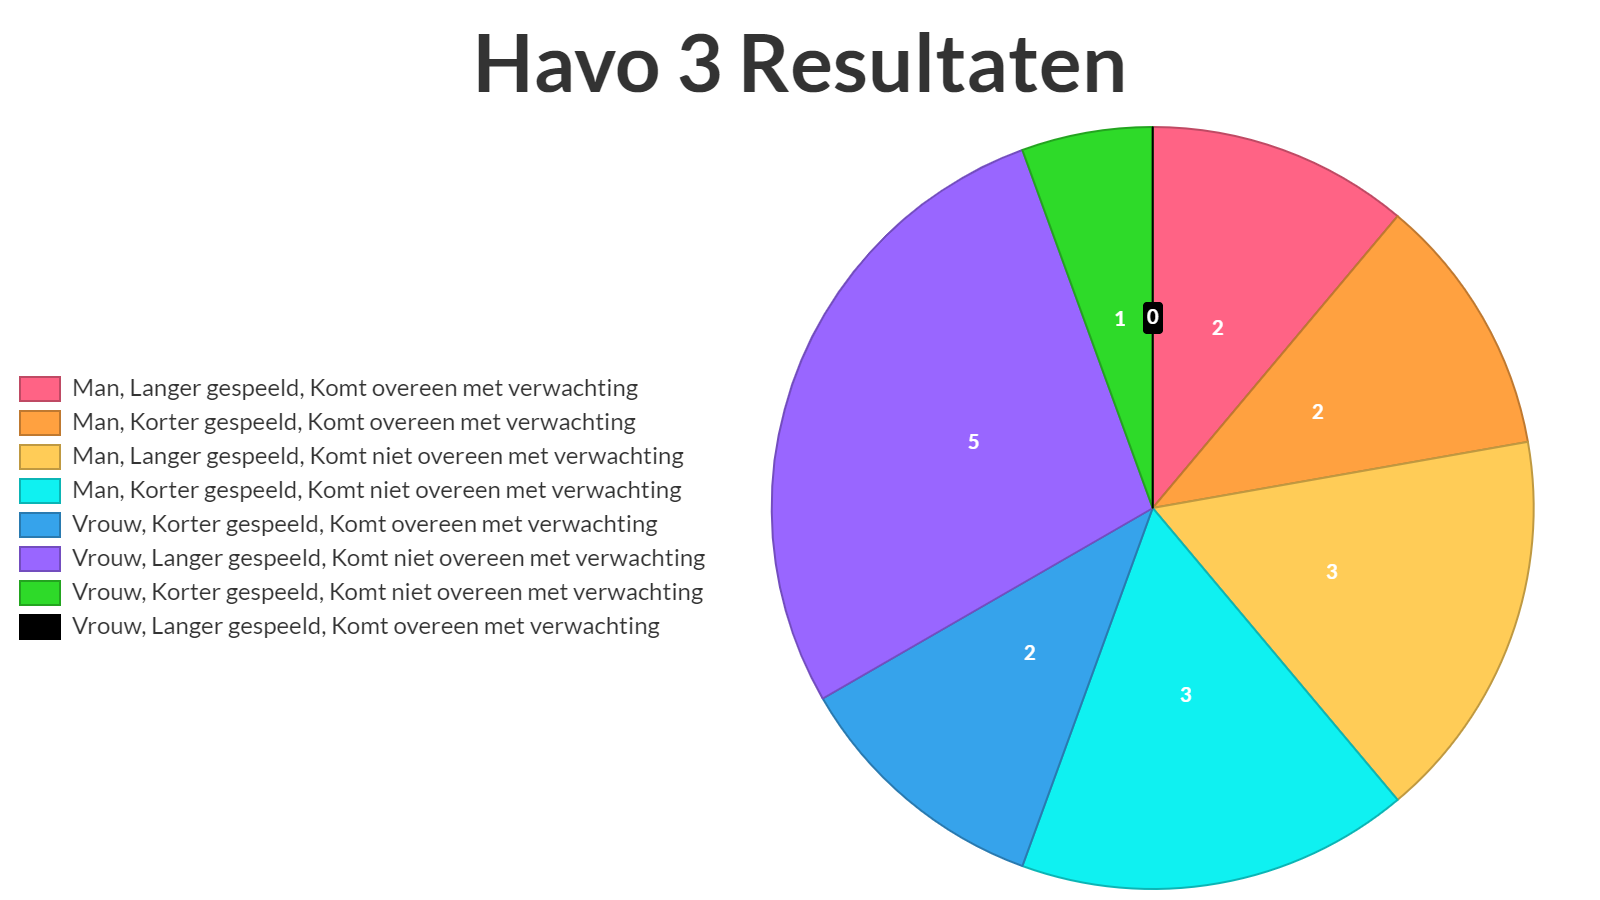 Havo 3 Resultaten
Man, Langer gespeeld, Komt overeen met verwachting
Man, Korter gespeeld, Komt overeen met verwachting
Man, Langer gespeeld, Komt niet overeen met verwachting
Man, Korter gespeeld, Komt niet overeen met verwachting
Vrouw, Korter gespeeld, Komt overeen met verwachting
Vrouw, Langer gespeeld, Komt niet overeen met verwachting
Vrouw, Korter gespeeld, Komt niet overeen met verwachting
Vrouw, Langer gespeeld, Komt overeen met verwachting
2
2
3
3
2
5
1
0